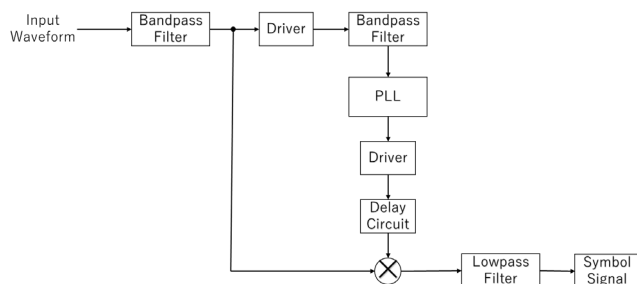 Input
Waveform
Bandpass
Filter
Driver
Bandpass
Filter
PLL
Driver
Delay
Circuit
Lowpass
Filter
Symbol
Signal